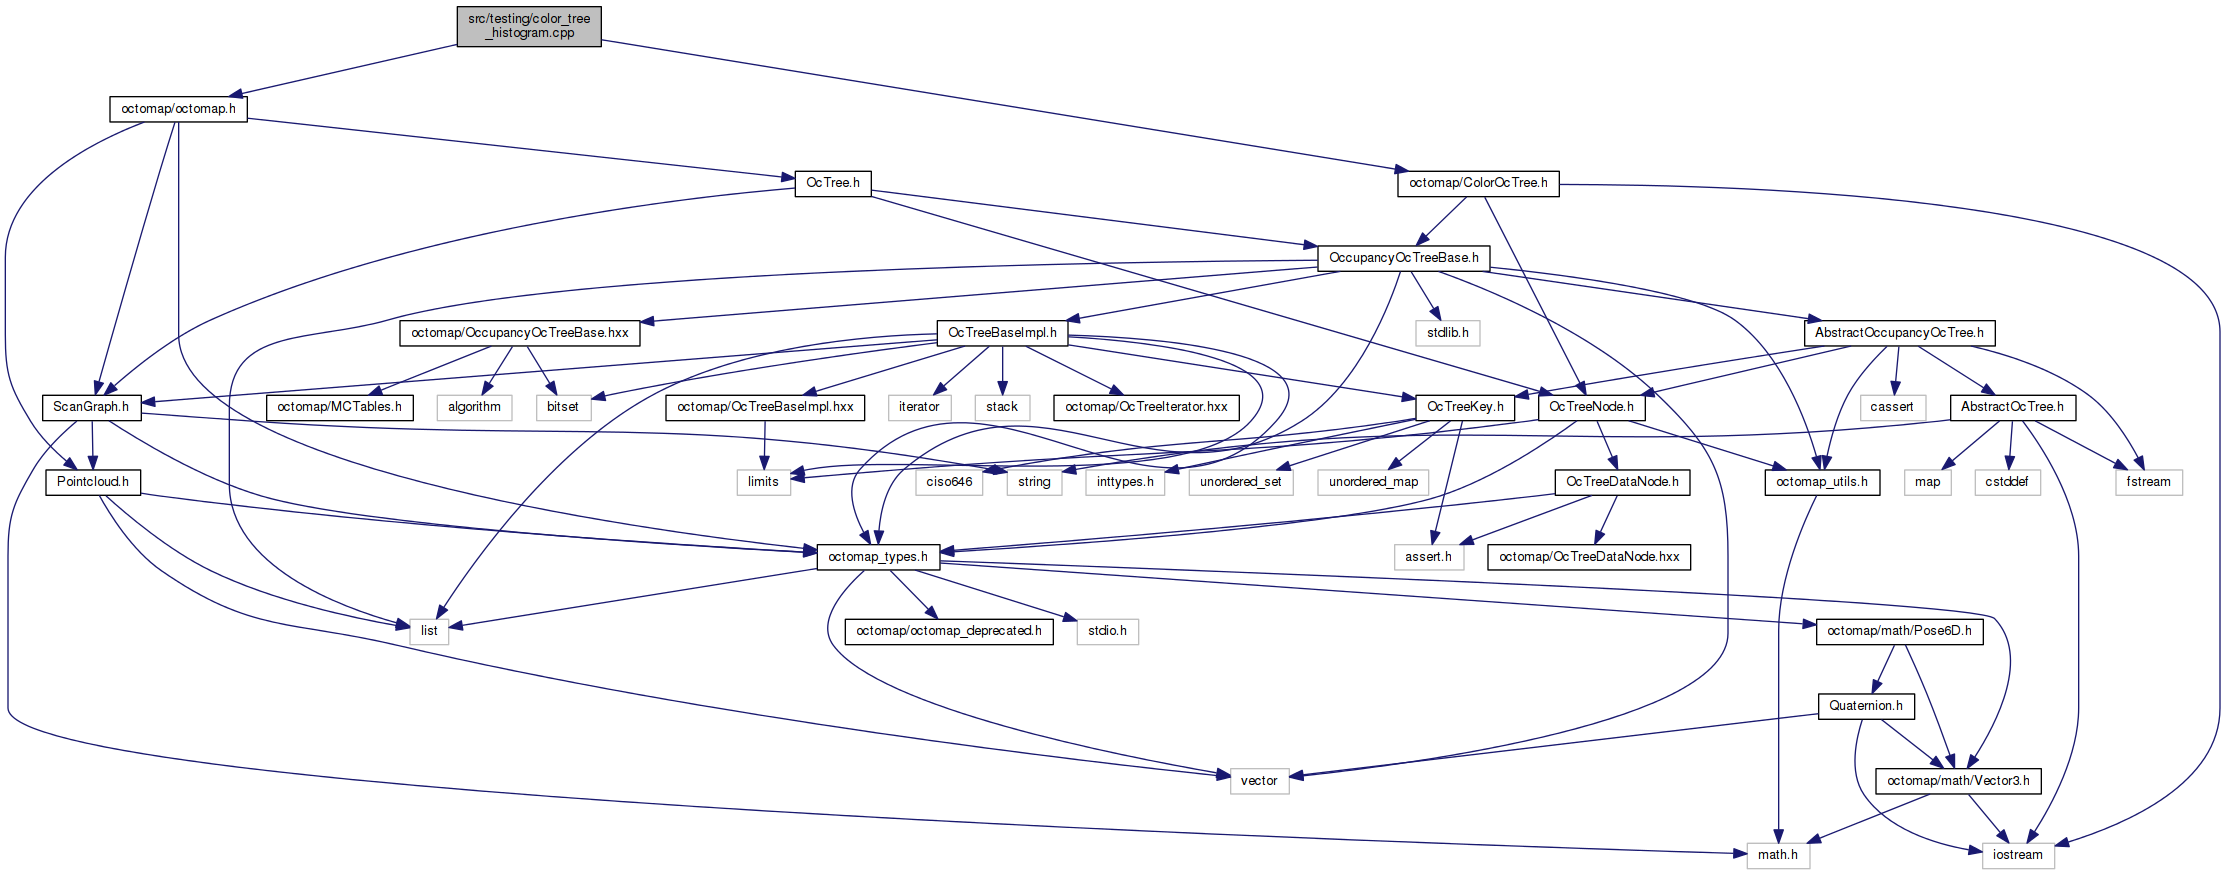 src/testing/color_tree
_histogram.cpp
octomap/octomap.h
OcTree.h
octomap/ColorOcTree.h
OccupancyOcTreeBase.h
octomap/OccupancyOcTreeBase.hxx
OcTreeBaseImpl.h
stdlib.h
AbstractOccupancyOcTree.h
ScanGraph.h
octomap/MCTables.h
algorithm
bitset
octomap/OcTreeBaseImpl.hxx
iterator
stack
octomap/OcTreeIterator.hxx
OcTreeKey.h
OcTreeNode.h
cassert
AbstractOcTree.h
Pointcloud.h
limits
ciso646
string
inttypes.h
unordered_set
unordered_map
OcTreeDataNode.h
octomap_utils.h
map
cstddef
fstream
octomap_types.h
assert.h
octomap/OcTreeDataNode.hxx
list
octomap/octomap_deprecated.h
stdio.h
octomap/math/Pose6D.h
Quaternion.h
vector
octomap/math/Vector3.h
math.h
iostream